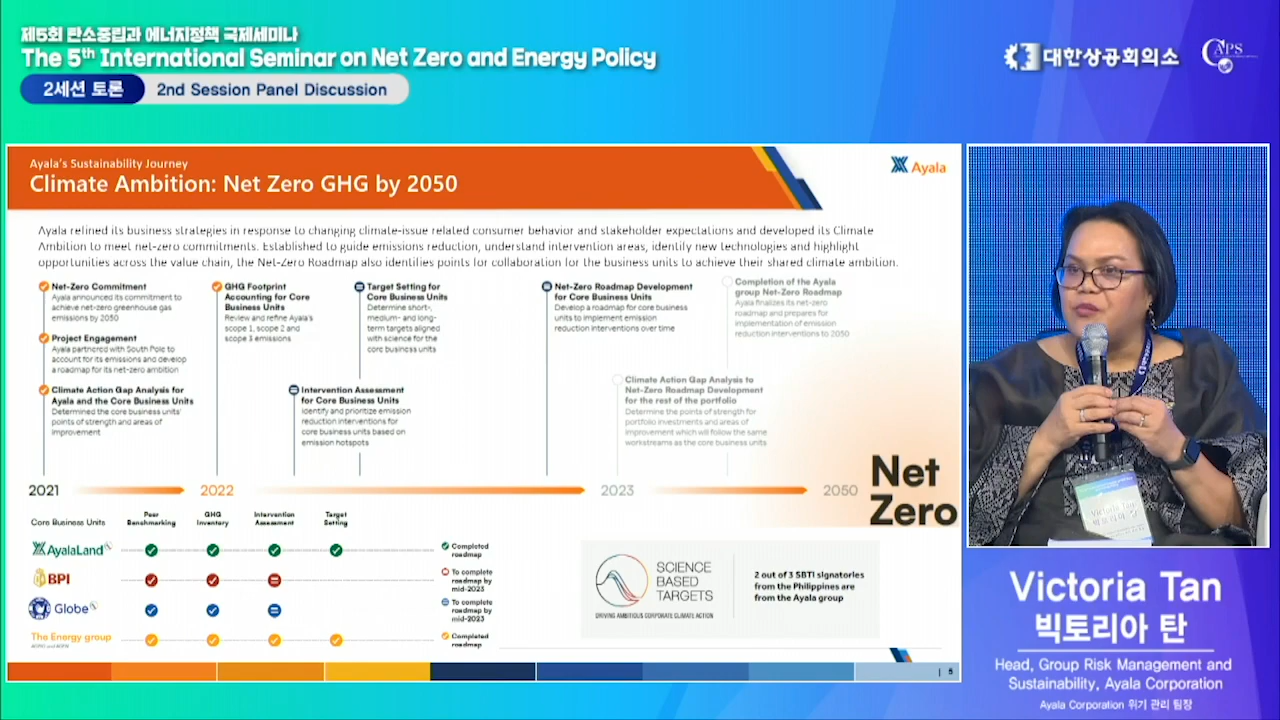 제5회 탄소중립과 에너지정책 국제세미나
The 5th International Seminar on Net Zero and Energy Policy
2세션 토론 2nd Session Panel Discussion
대한상공회의소
CAPS
Ayala's Sustainability Journey
Climate Ambition: Net Zero GHG by 2050
Ayala
Ayala refined its business strategies in response to changing climate-issue related consumer behavior and stakeholder expectations and developed its Climate
Ambition to meet net-zero commitments. Established to guide emissions reduction, understand intervention areas, identify new technologies and highlight
opportunities across the value chain, the Net-Zero Roadmap also identifies points for collaboration for the business units to achieve their shared climate ambition.
Net-Zero Commitment
Ayala announced its commitment to
achieve net-zero greenhouse gas
emissions by 2050
Project Engagement
Ayala partnered with South Pole to
account for its emissions and develop
a roadmap for its net-zero ambition
Climate Action Gap Analysis for
Ayala and the Core Business Units
Determined the core business units'
points of strength and areas of
improvement
GHG Footprint
Accounting for Core
Business Units
Review and refine Ayala's
scope 1, scope 2 and
scope 3 emissions
Intervention Assessment
for Core Business Units
Identify and prioritize emission
reduction interventions for
core business units based on
emission hotspots
Target Setting for
Core Business Units
Determine short-,
medium- and long-
term targets aligned
with science for the
core business units
Net-Zero Roadmap Development
for Core Business Units
Develop a roadmap for core business
units to implement emission
reduction interventions over time
Climate Action Gap Analysis to
Net-Zero Roadmap Development
for the rest of the portfolio
Determine the points of strength for
portfolio investments and areas of
improvement which will follow the same
workstreams as the core business units
Completion of the Ayala
group Net-Zero Roadmap
Ayala finalizes its net-zero
roadmap and prepares for
implementation of emission
reduction interventions to 2050
2021 2022 2023 2050
Net
Zero
Core Business Units
Peer
Benchmarking
GHG
Inventory
Intervention
Assessment
Target
Setting
AyalaLand
Completed
roadmap
BPI
To complete
roadmap by
mid-2023
Globe
To complete
roadmap by
mid-2023
The Energy group
Completed
roadmap
SCIENCE
BASED
TARGETS
DRIVING AMBITIOUS CORPORATE CLIMATE ACTION
2 out of 3 SBTi signatories
from the Philippines are
from the Ayala group
| 5
Victoria Tan
빅토리아 탄
Victoria Tan
빅토리아 탄
Head, Group Risk Management and
Sustainability, Ayala Corporation
Ayala Corporation 위기 관리 팀장